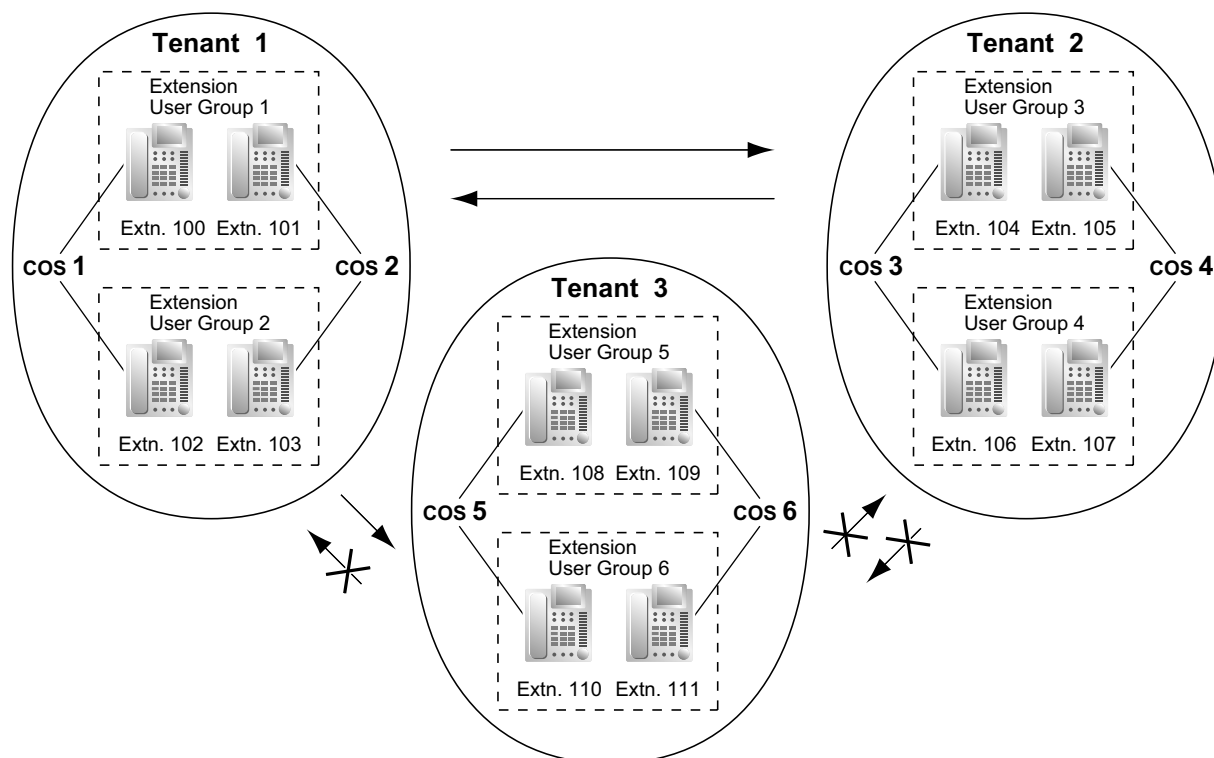 Tenant 1
Extension
User Group 1
Extn. 100 Extn. 101
COS 1
COS 2
Extension
User Group 2
Extn. 102 Extn. 103
Tenant 2
Extension
User Group 3
Extn. 104 Extn. 105
COS 3
COS 4
Extension
User Group 4
Extn. 106 Extn. 107
Tenant 3
Extension
User Group 5
Extn. 108 Extn. 109
COS 5
COS 6
Extension
User Group 6
Extn. 110 Extn. 111